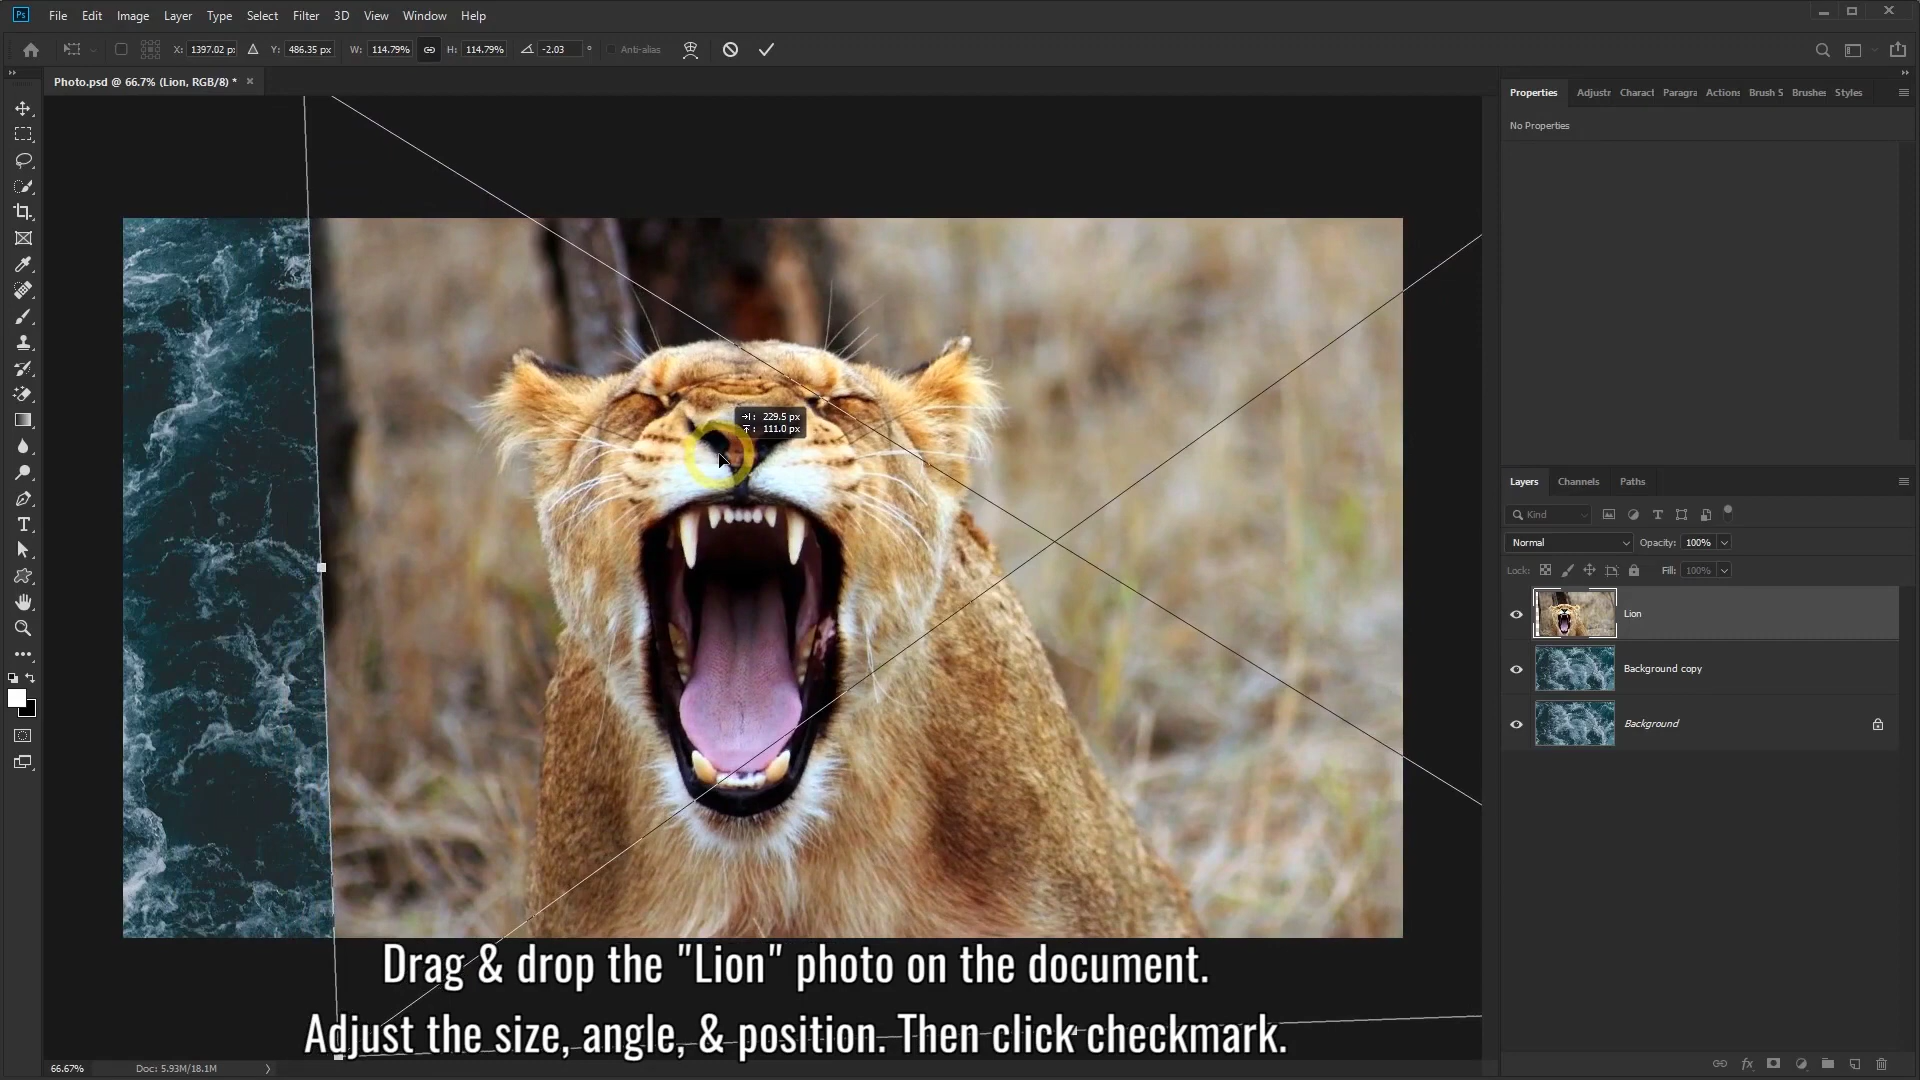 Ps File Edit Image Layer Type Select Filter 3D View Window Help
X: 1397.02 px Y: 486.35 px W: 114.79% H: 114.79% -2.03 ° Anti-alias
Photo.psd @ 66.7% (Lion, RGB/8) *
Properties Adjustr Charact Paragra Actions Brush S Brushes Styles
No Properties
229.5 px
111.0 px
Layers Channels Paths
Kind
Normal Opacity: 100%
Lock: Fill: 100%
Lion
Background copy
Background
Drag & drop the "Lion" photo on the document.
Adjust the size, angle, & position. Then click checkmark.
66.67% Doc: 5.93M/18.1M